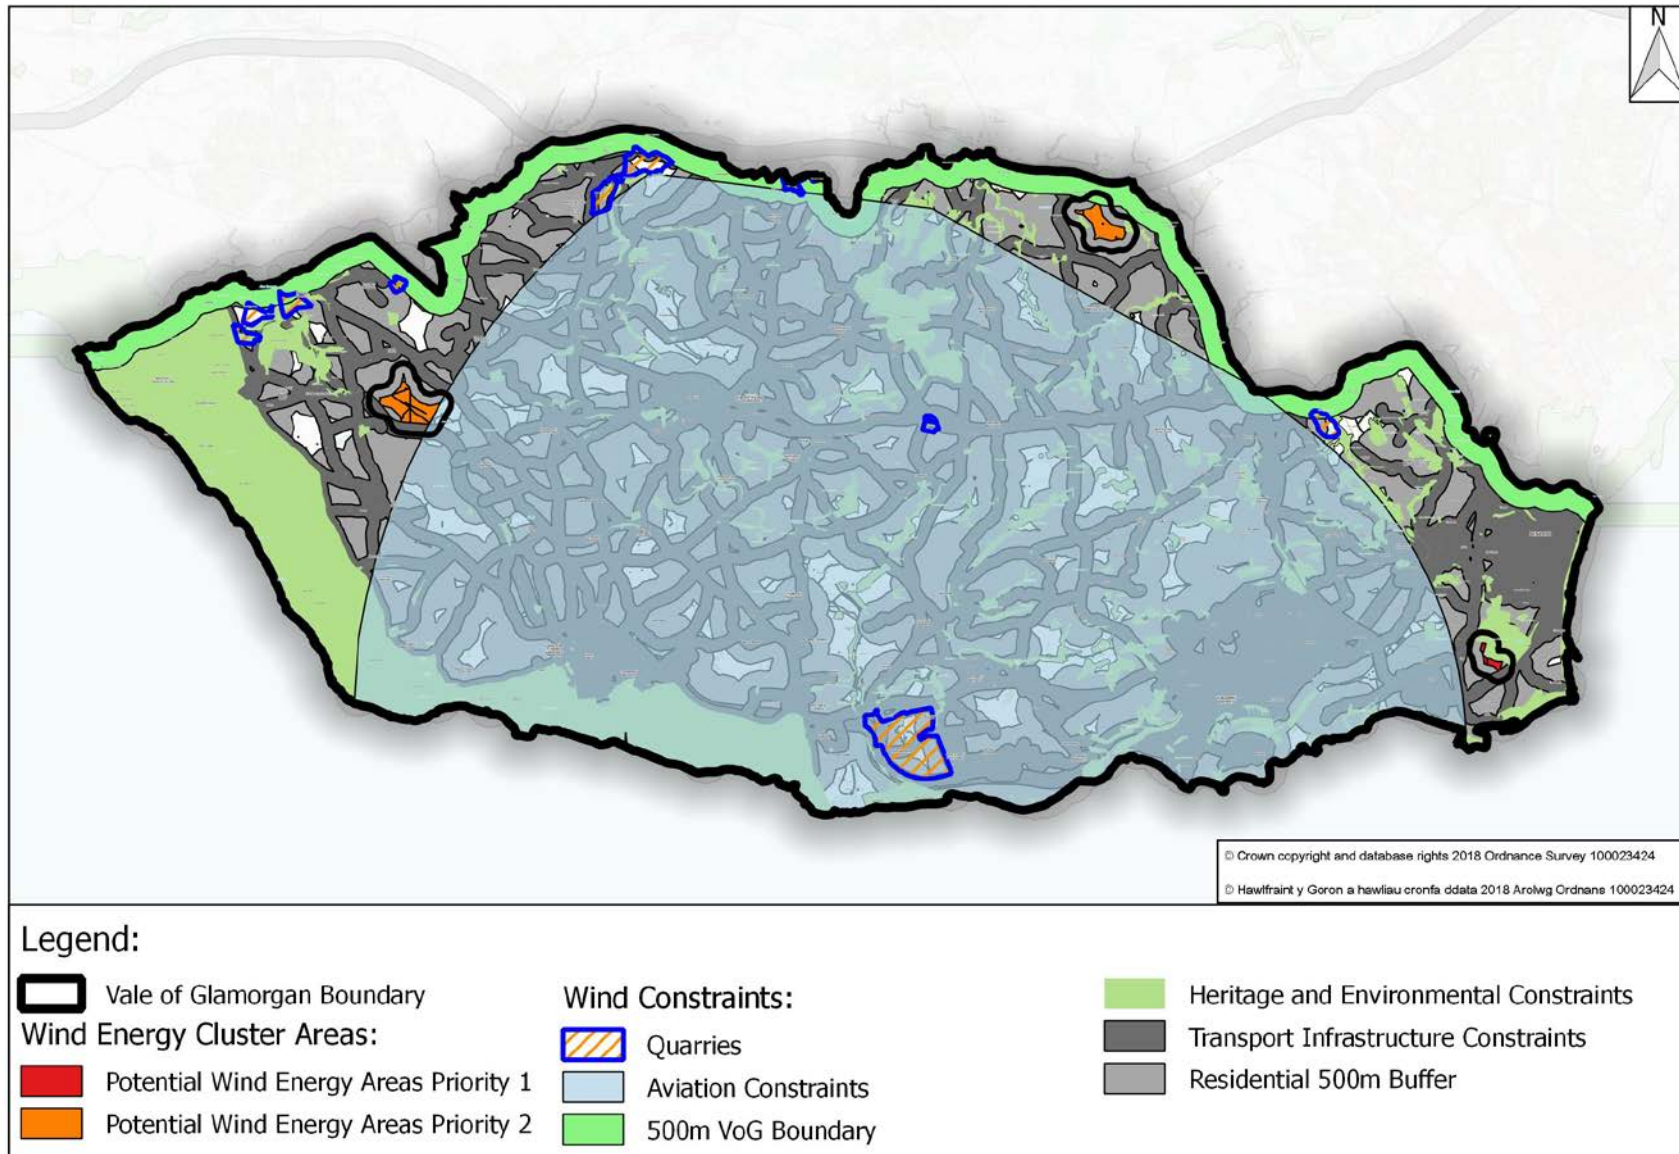 N
© Crown copyright and database rights 2018 Ordnance Survey 100023424
© Hawlfraint y Goron a hawliau cronfa ddata 2018 Arolwg Ordnans 100023424
Legend:
Vale of Glamorgan Boundary
Wind Energy Cluster Areas:
Potential Wind Energy Areas Priority 1
Potential Wind Energy Areas Priority 2
Wind Constraints:
Quarries
Aviation Constraints
500m VoG Boundary
Heritage and Environmental Constraints
Transport Infrastructure Constraints
Residential 500m Buffer